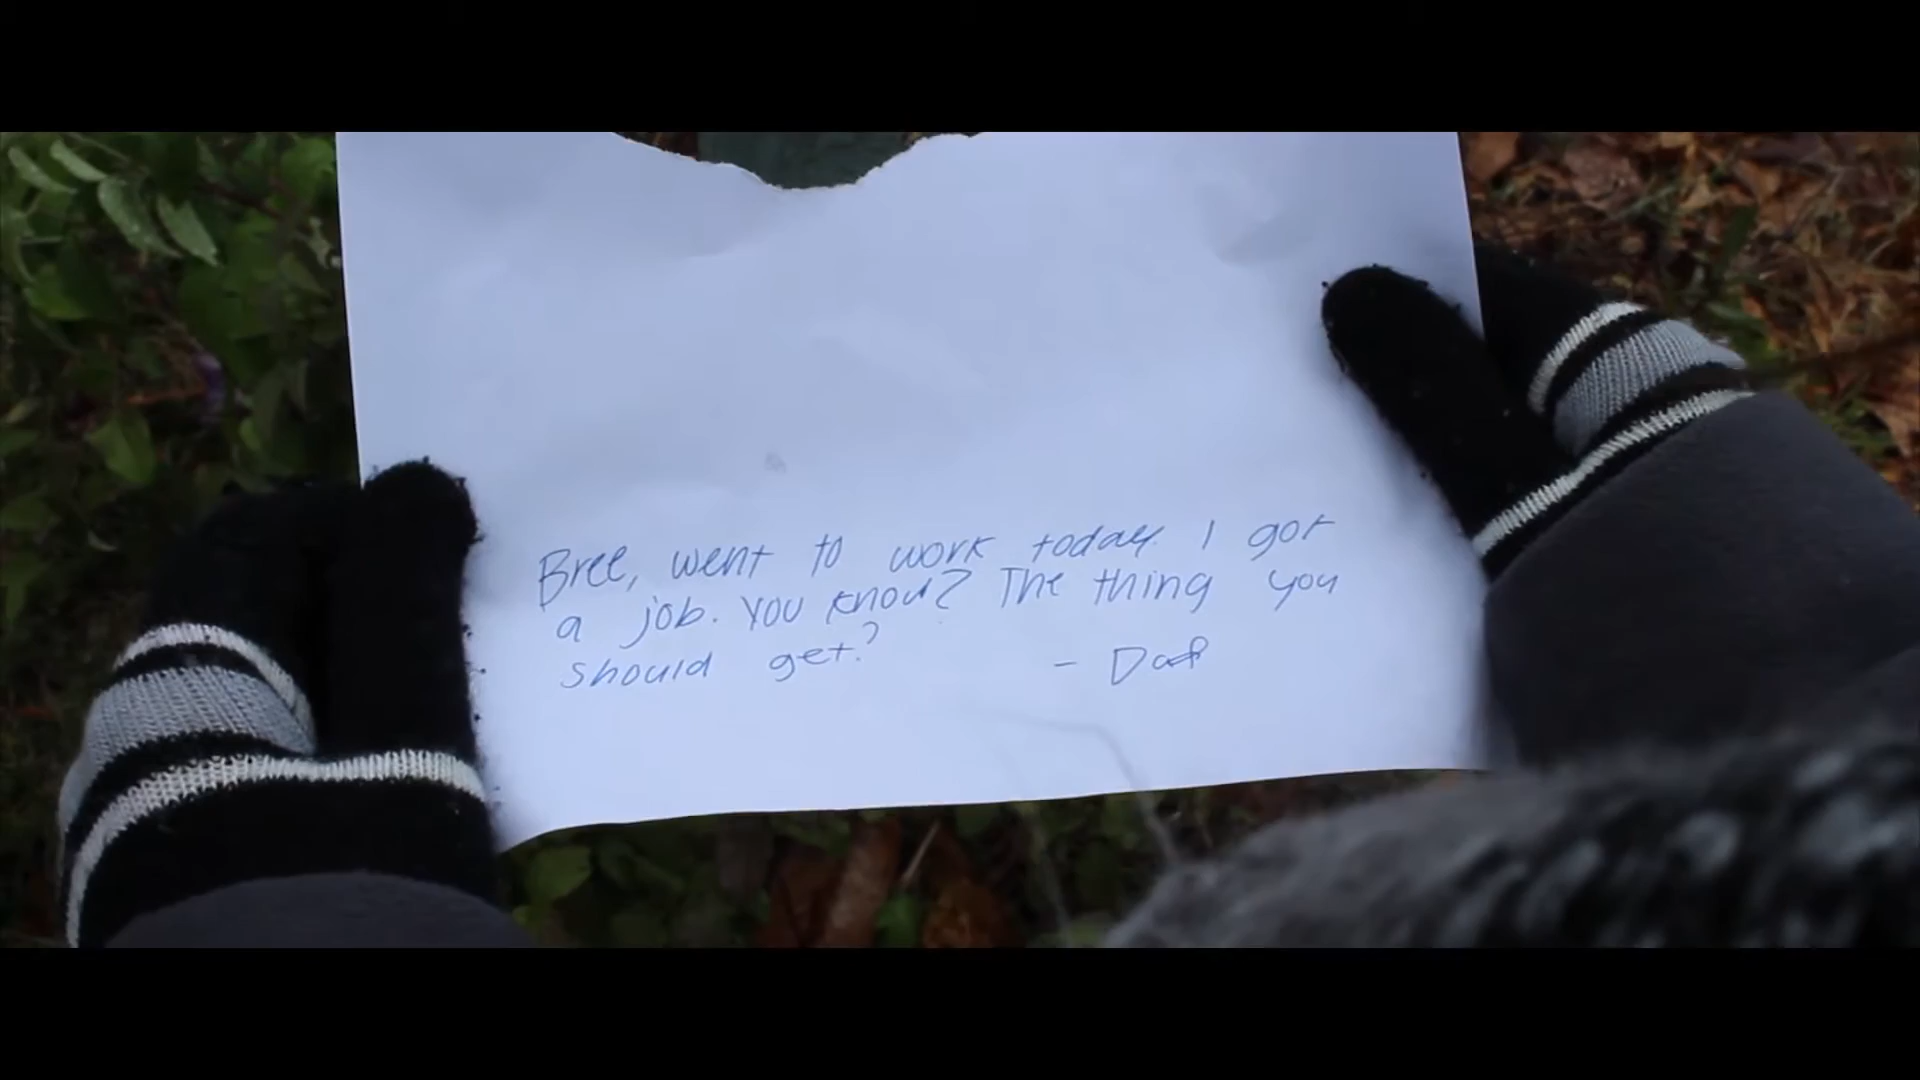 Bree, went to work today. I got
a job. You know? The thing you
should get? - Dad